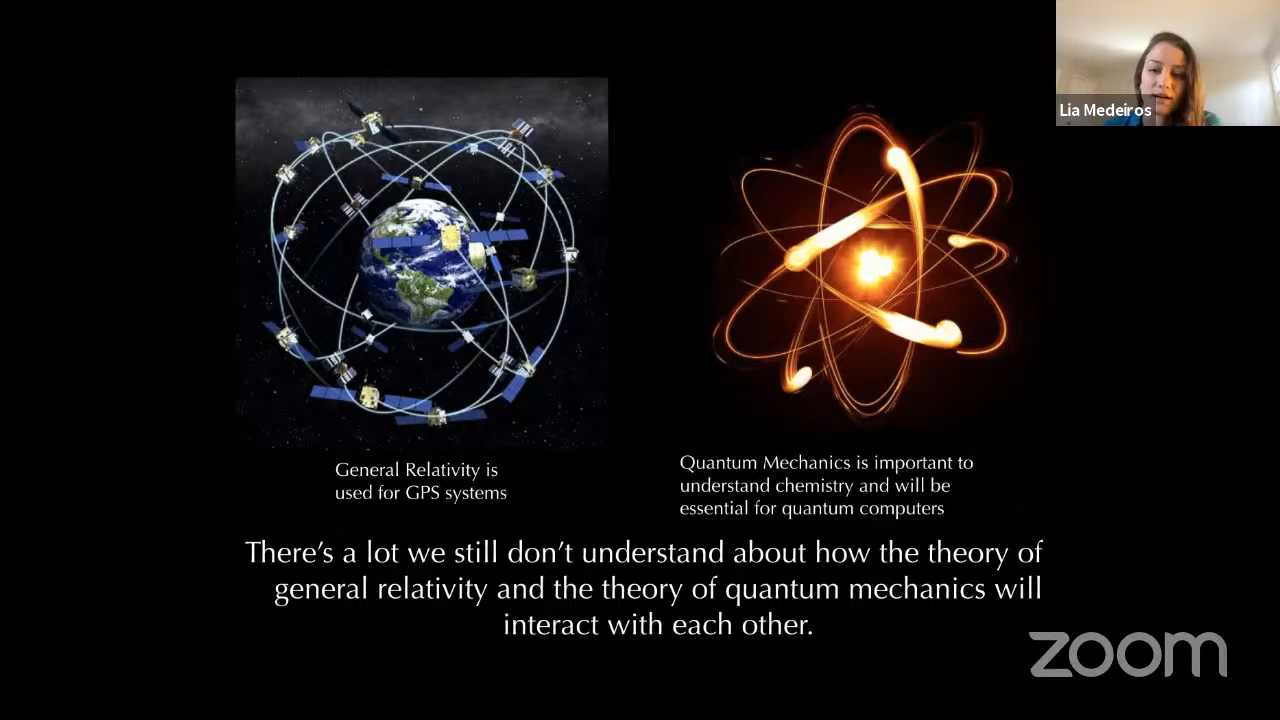 Lia Medeiros
General Relativity is
used for GPS systems
Quantum Mechanics is important to
understand chemistry and will be
essential for quantum computers
There's a lot we still don't understand about how the theory of
general relativity and the theory of quantum mechanics will
interact with each other.
zoom